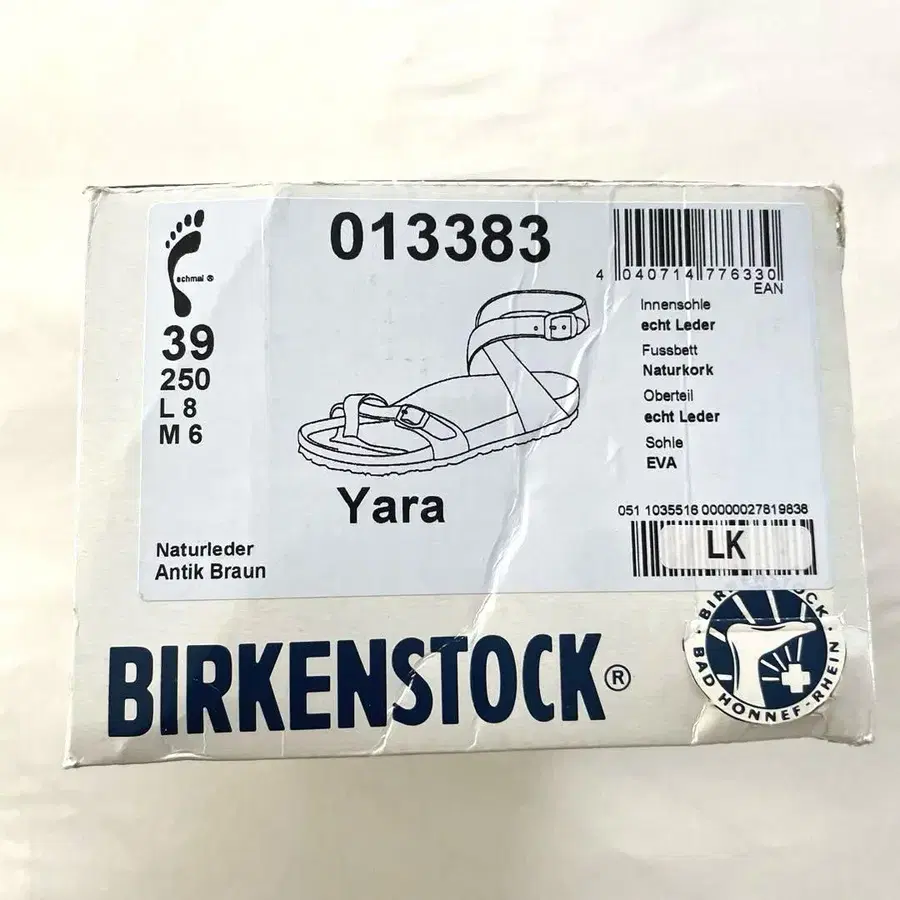 schmal ®
39
250
L 8
M 6
013383
4 040714 776330
EAN
Innensohle
echt Leder
Fussbett
Naturkork
Oberteil
echt Leder
Sohle
EVA
Yara
051 1035516 00000027819838
LK
Naturleder
Antik Braun
BIRKENSTOCK®
BIRKENSTOCK · BAD HONNEF-RHEIN ·